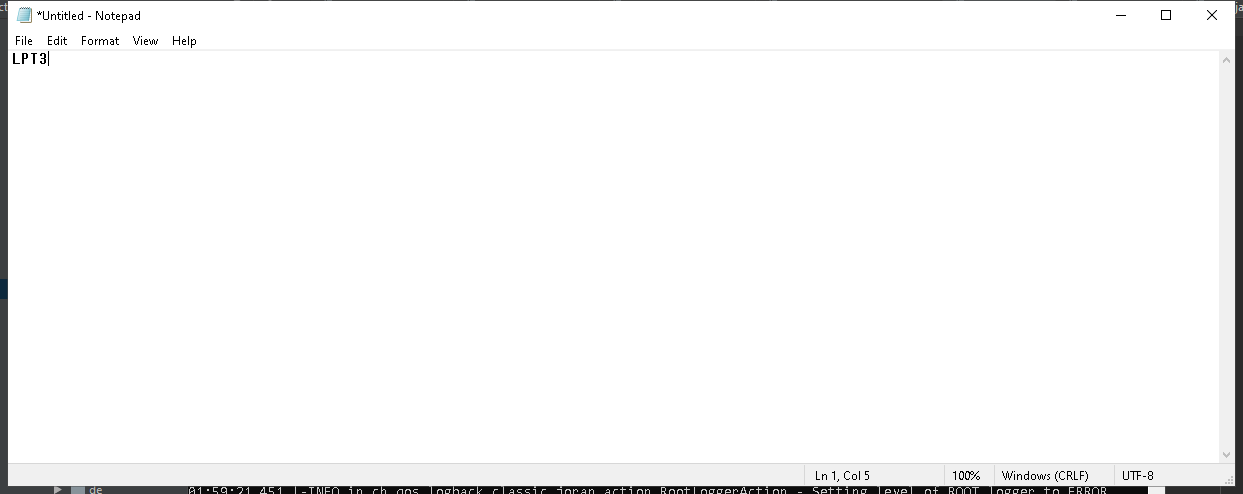 *Untitled - Notepad
File Edit Format View Help
LPT3
Ln 1, Col 5 100% Windows (CRLF) UTF-8
de 01:59:21,451 |-INFO in ch.qos.logback.classic.joran.action.RootLoggerAction - Setting level of ROOT logger to ERROR